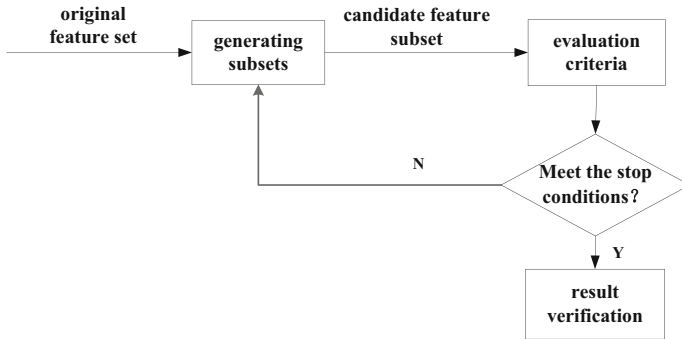 original
feature set
generating
subsets
candidate feature
subset
evaluation
criteria
Meet the stop
conditions？
N
Y
result
verification